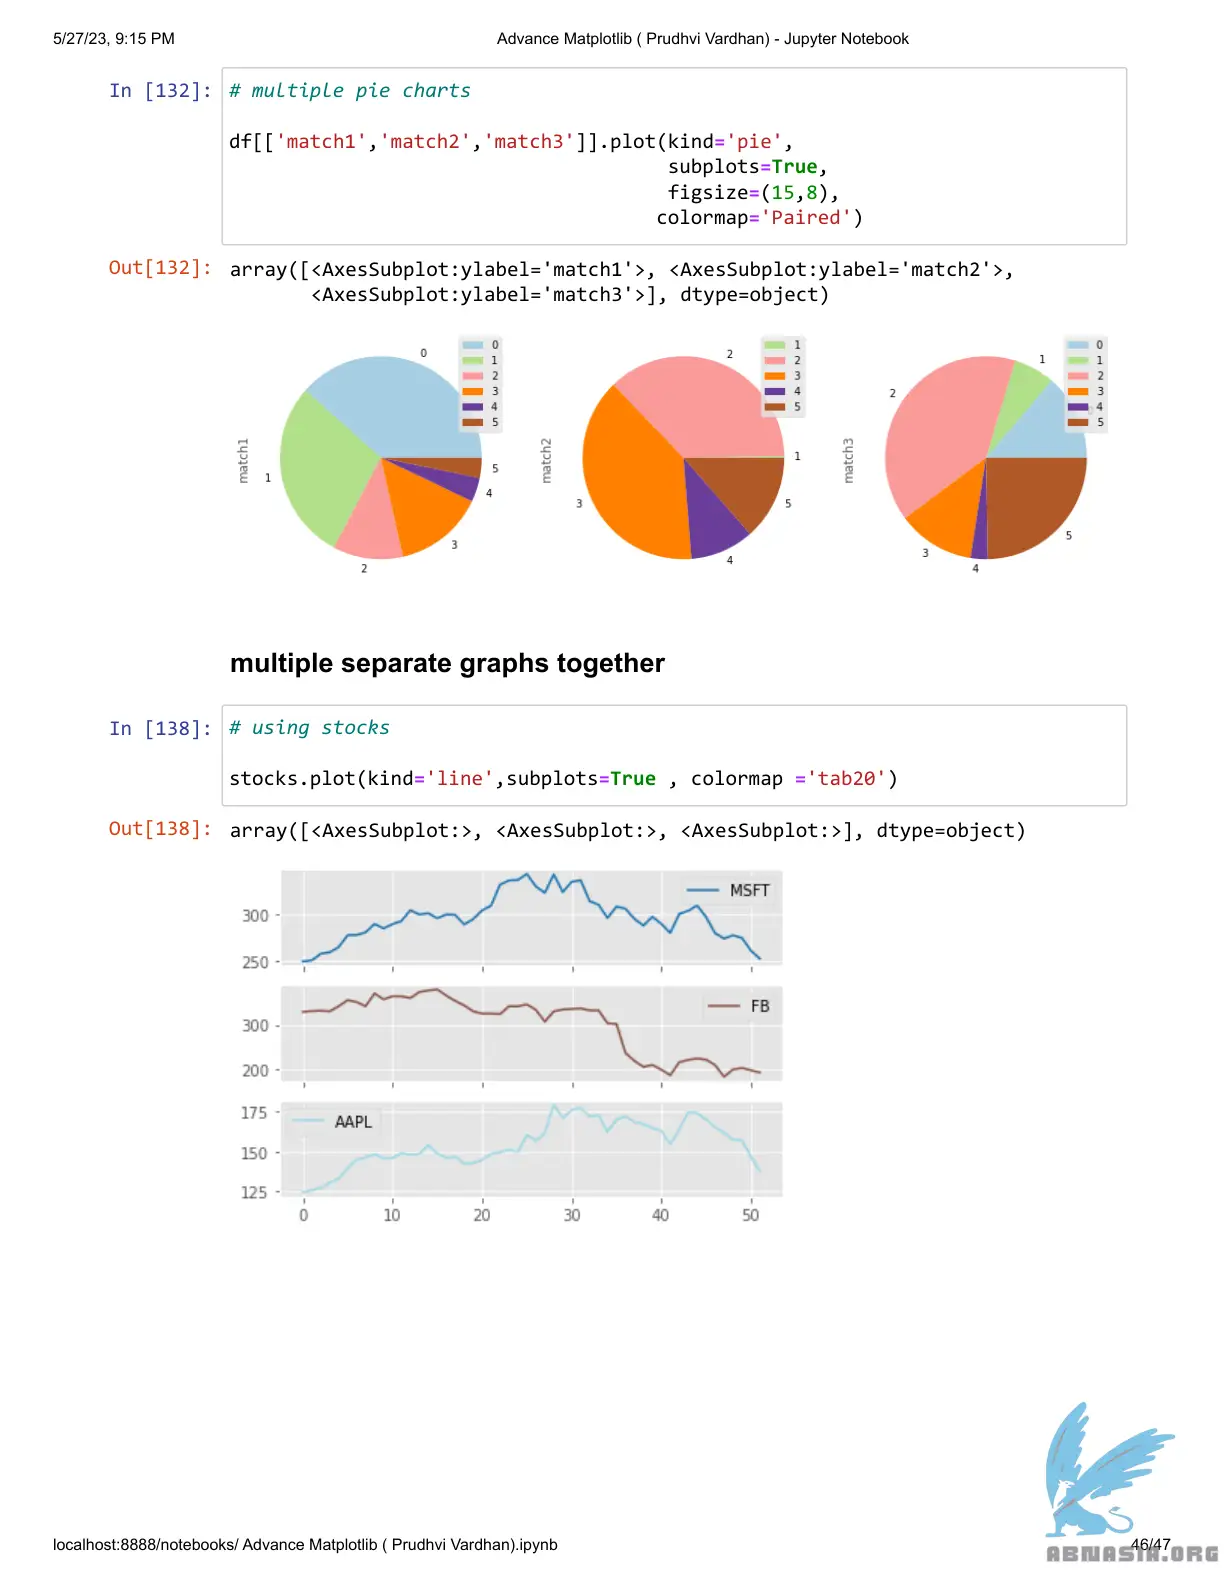 5/27/23, 9:15 PM
Advance Matplotlib ( Prudhvi Vardhan) - Jupyter Notebook
In [132]:
# multiple pie charts
df[['match1','match2','match3']].plot(kind='pie',
subplots=True,
figsize=(15,8),
colormap='Paired')
Out[132]:
array([<AxesSubplot:ylabel='match1'>, <AxesSubplot:ylabel='match2'>,
<AxesSubplot:ylabel='match3'>], dtype=object)
match1
0
1
2
3
4
5
0
1
2
3
4
5
match2
2
1
3
5
4
1
2
3
4
5
match3
1
2
3
4
5
0
1
2
3
4
5
multiple separate graphs together
In [138]:
# using stocks
stocks.plot(kind='line',subplots=True , colormap ='tab20')
Out[138]:
array([<AxesSubplot:>, <AxesSubplot:>, <AxesSubplot:>], dtype=object)
MSFT
300
250
FB
300
200
AAPL
175
150
125
0 10 20 30 40 50
localhost:8888/notebooks/ Advance Matplotlib ( Prudhvi Vardhan).ipynb
46/47
ABNASIA.ORG